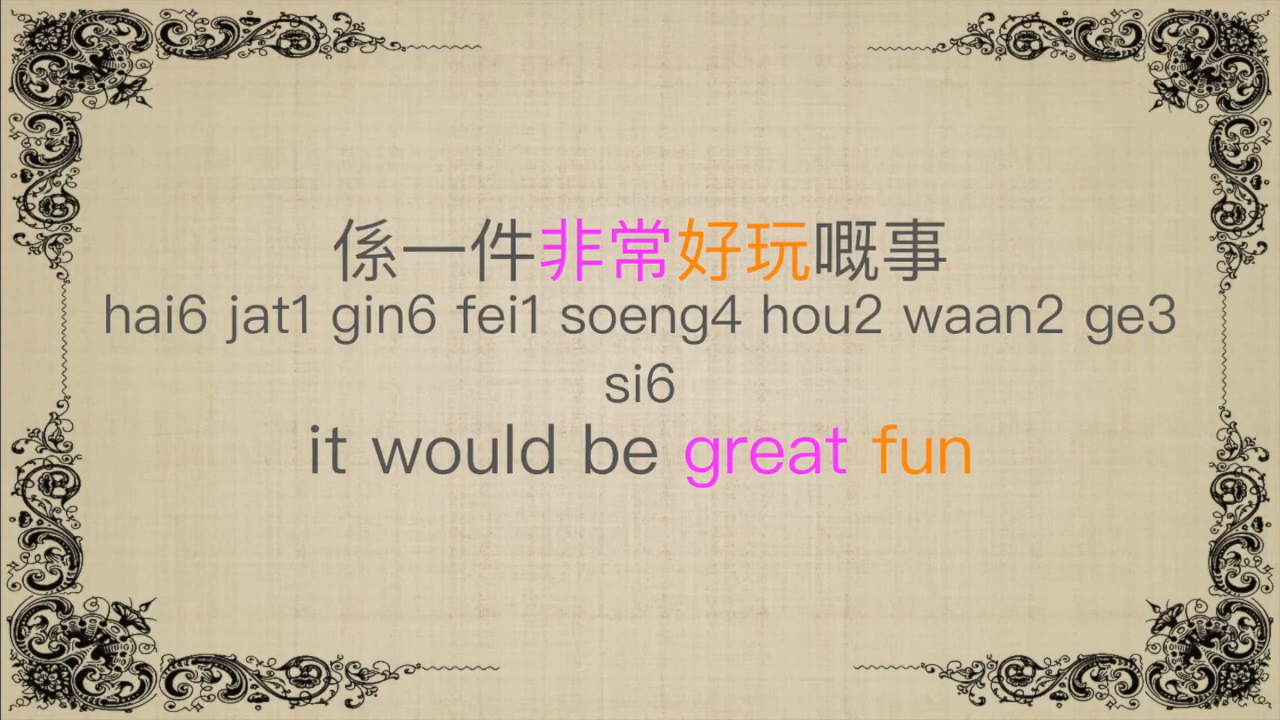 係一件非常好玩嘅事
hai6 jat1 gin6 fei1 soeng4 hou2 waan2 ge3
si6
it would be great fun